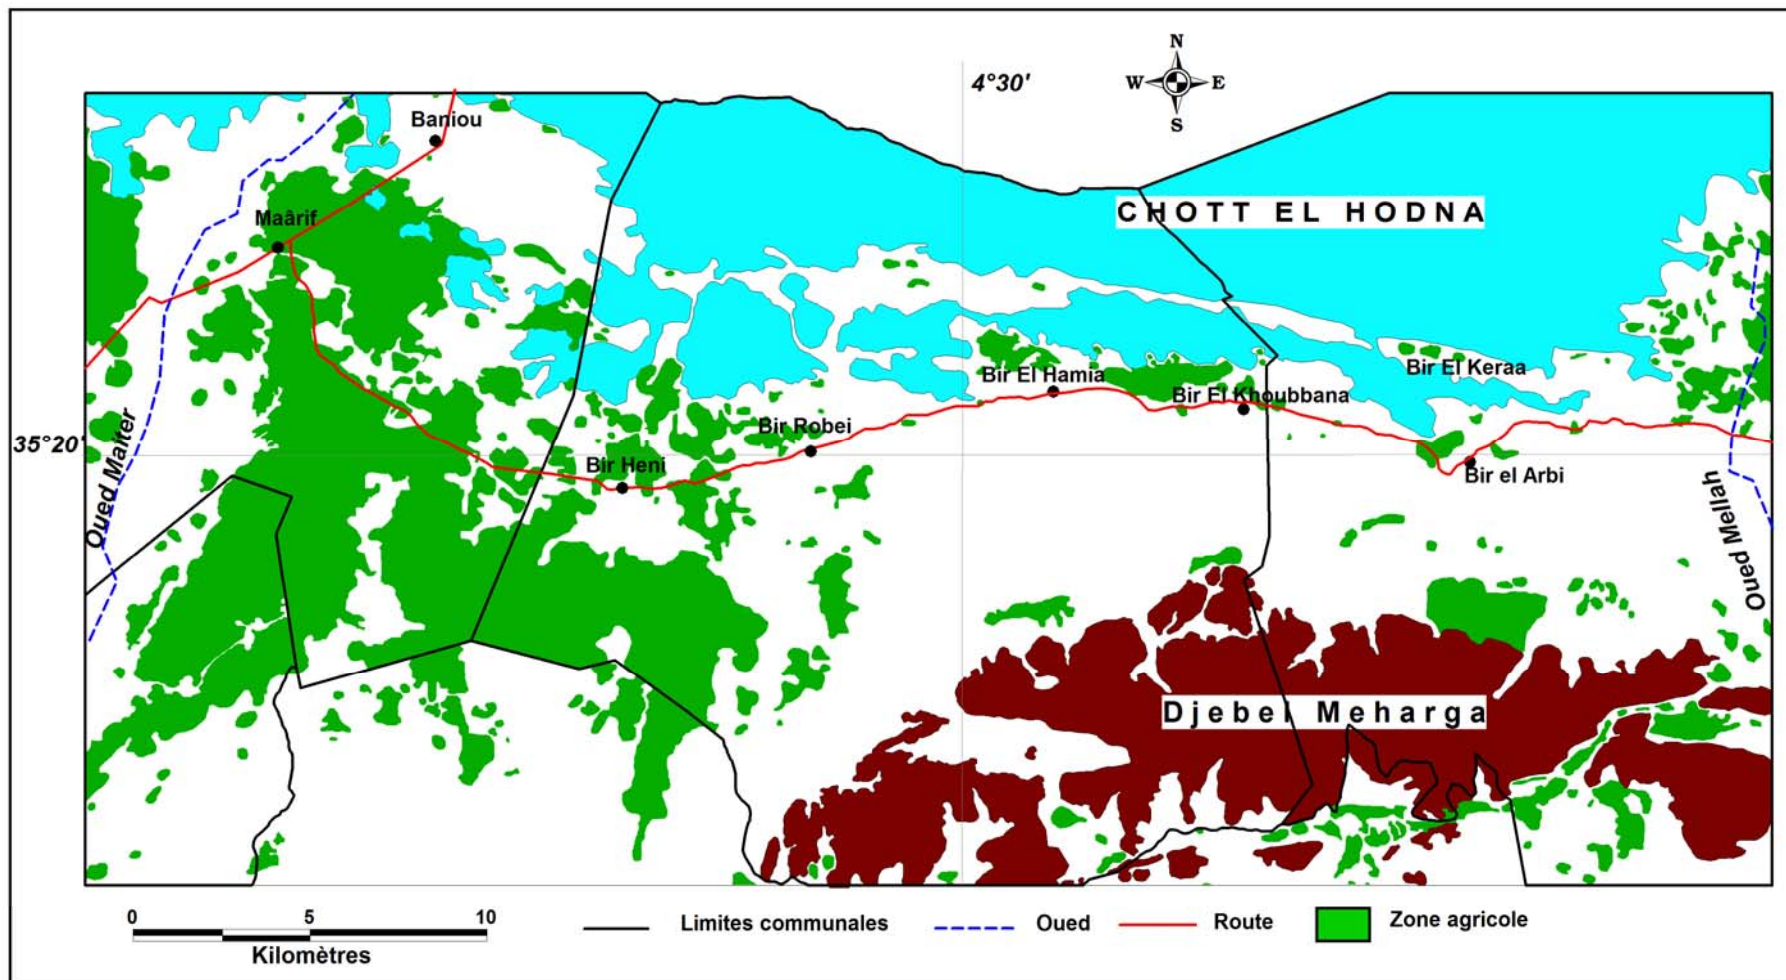 N
W E
S
4°30'
Baniou
CHOTT EL HODNA
Maârif
Bir El Keraa
Bir El Hamia
Bir El Khoubbana
Bir Robei
35°20'
Bir Heni
Bir el Arbi
Oued Maiter
Oued Mellah
Djebel Meharga
0 5 10
Kilomètres
Limites communales
Oued
Route
Zone agricole